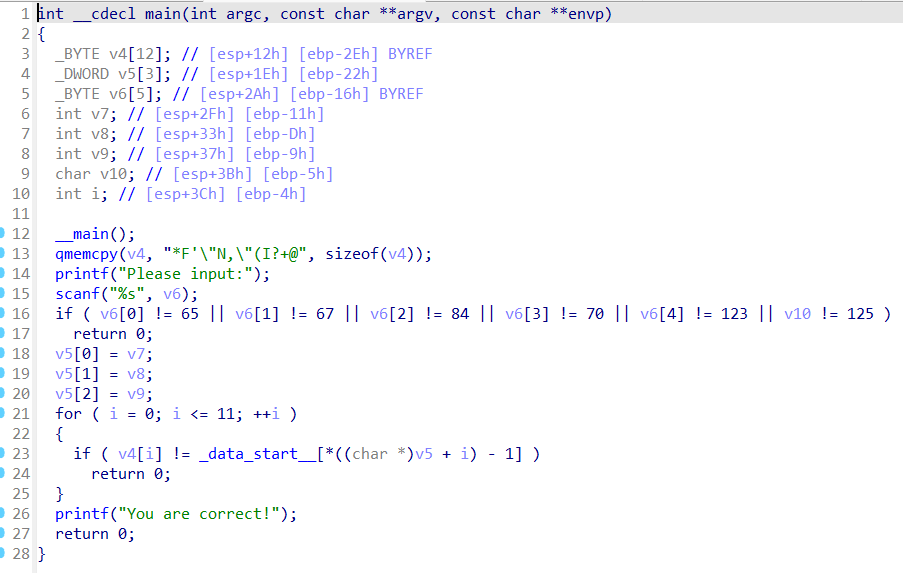 1 int __cdecl main(int argc, const char **argv, const char **envp)
2 {
3   _BYTE v4[12]; // [esp+12h] [ebp-2Eh] BYREF
4   _DWORD v5[3]; // [esp+1Eh] [ebp-22h]
5   _BYTE v6[5]; // [esp+2Ah] [ebp-16h] BYREF
6   int v7; // [esp+2Fh] [ebp-11h]
7   int v8; // [esp+33h] [ebp-Dh]
8   int v9; // [esp+37h] [ebp-9h]
9   char v10; // [esp+3Bh] [ebp-5h]
10   int i; // [esp+3Ch] [ebp-4h]
11
12   __main();
13   qmemcpy(v4, "*F'\"N,\"(I?+@", sizeof(v4));
14   printf("Please input:");
15   scanf("%s", v6);
16   if ( v6[0] != 65 || v6[1] != 67 || v6[2] != 84 || v6[3] != 70 || v6[4] != 123 || v10 != 125 )
17     return 0;
18   v5[0] = v7;
19   v5[1] = v8;
20   v5[2] = v9;
21   for ( i = 0; i <= 11; ++i )
22   {
23     if ( v4[i] != _data_start__[*((char *)v5 + i) - 1] )
24       return 0;
25   }
26   printf("You are correct!");
27   return 0;
28 }